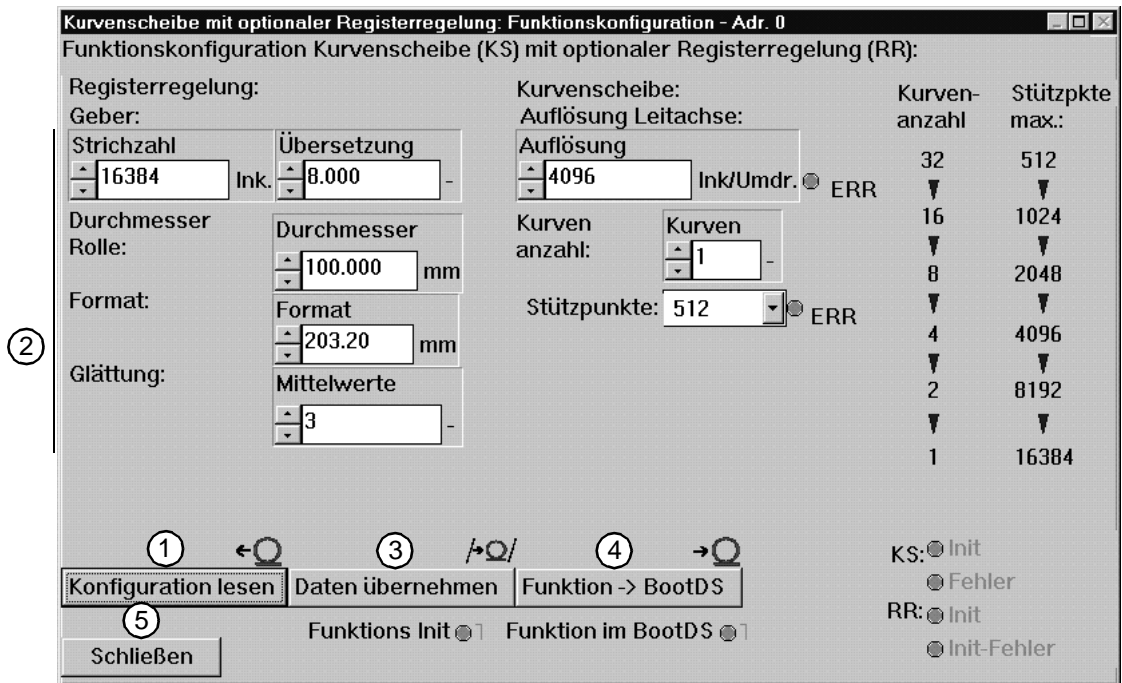 Kurvenscheibe mit optionaler Registerregelung: Funktionskonfiguration - Adr. 0
Funktionskonfiguration Kurvenscheibe (KS) mit optionaler Registerregelung (RR):
Registerregelung:
Geber:
Strichzahl
16384 Ink.
Übersetzung
8.000 -
Durchmesser
Rolle:
Durchmesser
100.000 mm
Format:
Format
203.20 mm
Glättung:
Mittelwerte
3 -
2
Kurvenscheibe:
Auflösung Leitachse:
Auflösung
4096 Ink/Umdr. ERR
Kurven
anzahl:
Kurven
1 -
Stützpunkte: 512 ERR
Kurven- Stützpkte
anzahl max.:
32 512
16 1024
8 2048
4 4096
2 8192
1 16384
1 3 4
Konfiguration lesen Daten übernehmen Funktion -> BootDS
5
Funktions Init Funktion im BootDS
Schließen
KS: Init
Fehler
RR: Init
Init-Fehler